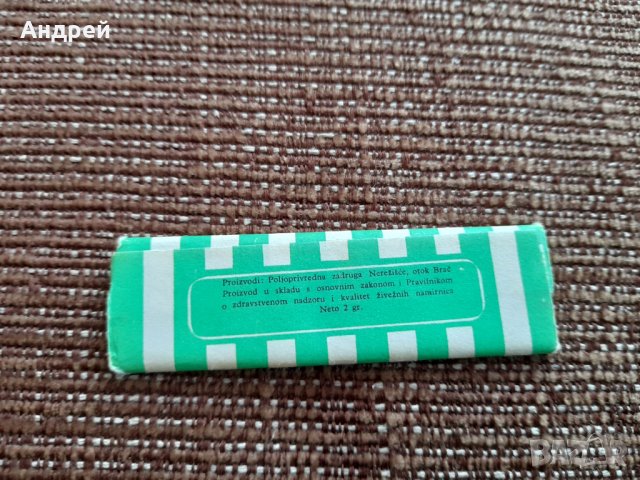 Андрей
Proizvodi: Poljoprivredna zadruga Nerežišće, otok Brač
Proizvod u skladu s osnovnim zakonom i Pravilnikom
o zdravstvenom nadzoru i kvalitet živežnih namirnica
Neto 2 gr.